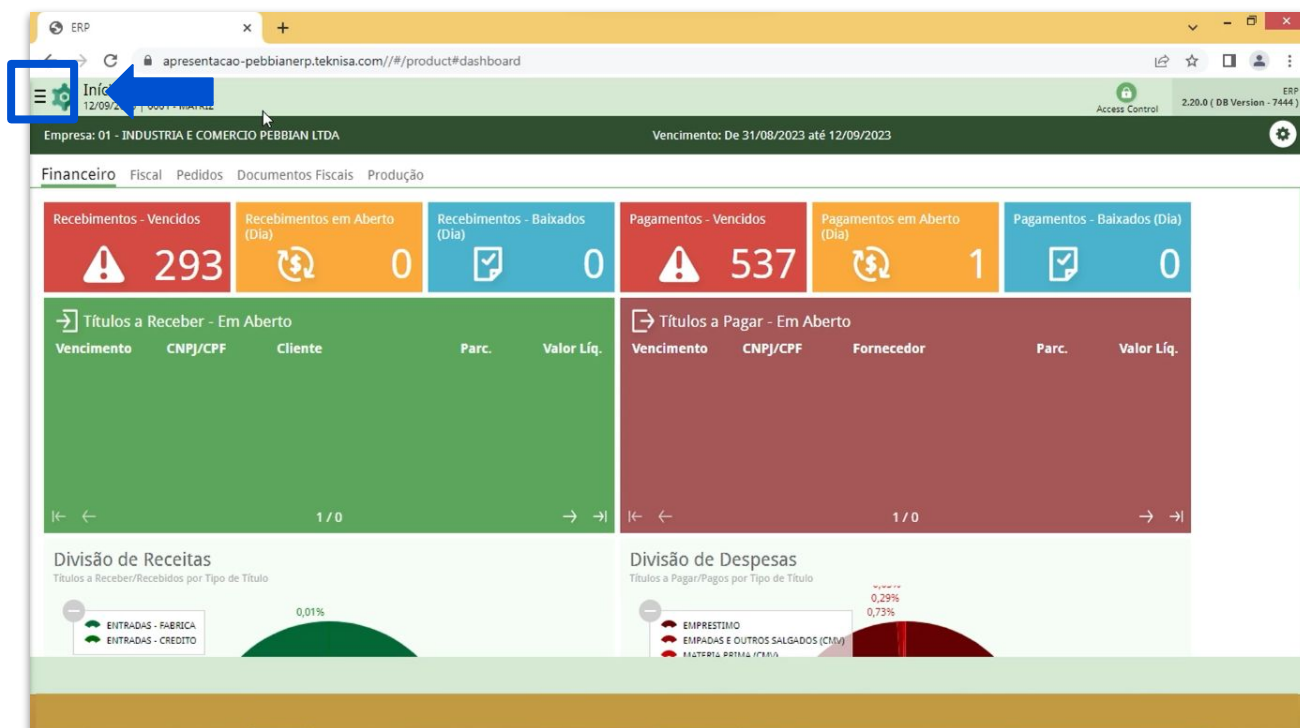 ERP
apresentacao-pebbianerp.teknisa.com//#/product#dashboard
Access Control
ERP
2.20.0 ( DB Version - 7444 )
Empresa: 01 - INDUSTRIA E COMERCIO PEBBIAN LTDA
Vencimento: De 31/08/2023 até 12/09/2023
Financeiro Fiscal Pedidos Documentos Fiscais Produção
Recebimentos - Vencidos
293
Recebimentos em Aberto
(Dia)
0
Recebimentos - Baixados
(Dia)
0
Pagamentos - Vencidos
537
Pagamentos em Aberto
(Dia)
1
Pagamentos - Baixados (Dia)
0
Títulos a Receber - Em Aberto
Vencimento CNPJ/CPF Cliente Parc. Valor Líq.
1 / 0
Títulos a Pagar - Em Aberto
Vencimento CNPJ/CPF Fornecedor Parc. Valor Líq.
1 / 0
Divisão de Receitas
Títulos a Receber/Recebidos por Tipo de Título
0,01%
ENTRADAS - FABRICA
ENTRADAS - CREDITO
Divisão de Despesas
Títulos a Pagar/Pagos por Tipo de Título
0,29%
0,73%
EMPRESTIMO
EMPADAS E OUTROS SALGADOS (CMV)
MATERIA PRIMA (CMV)